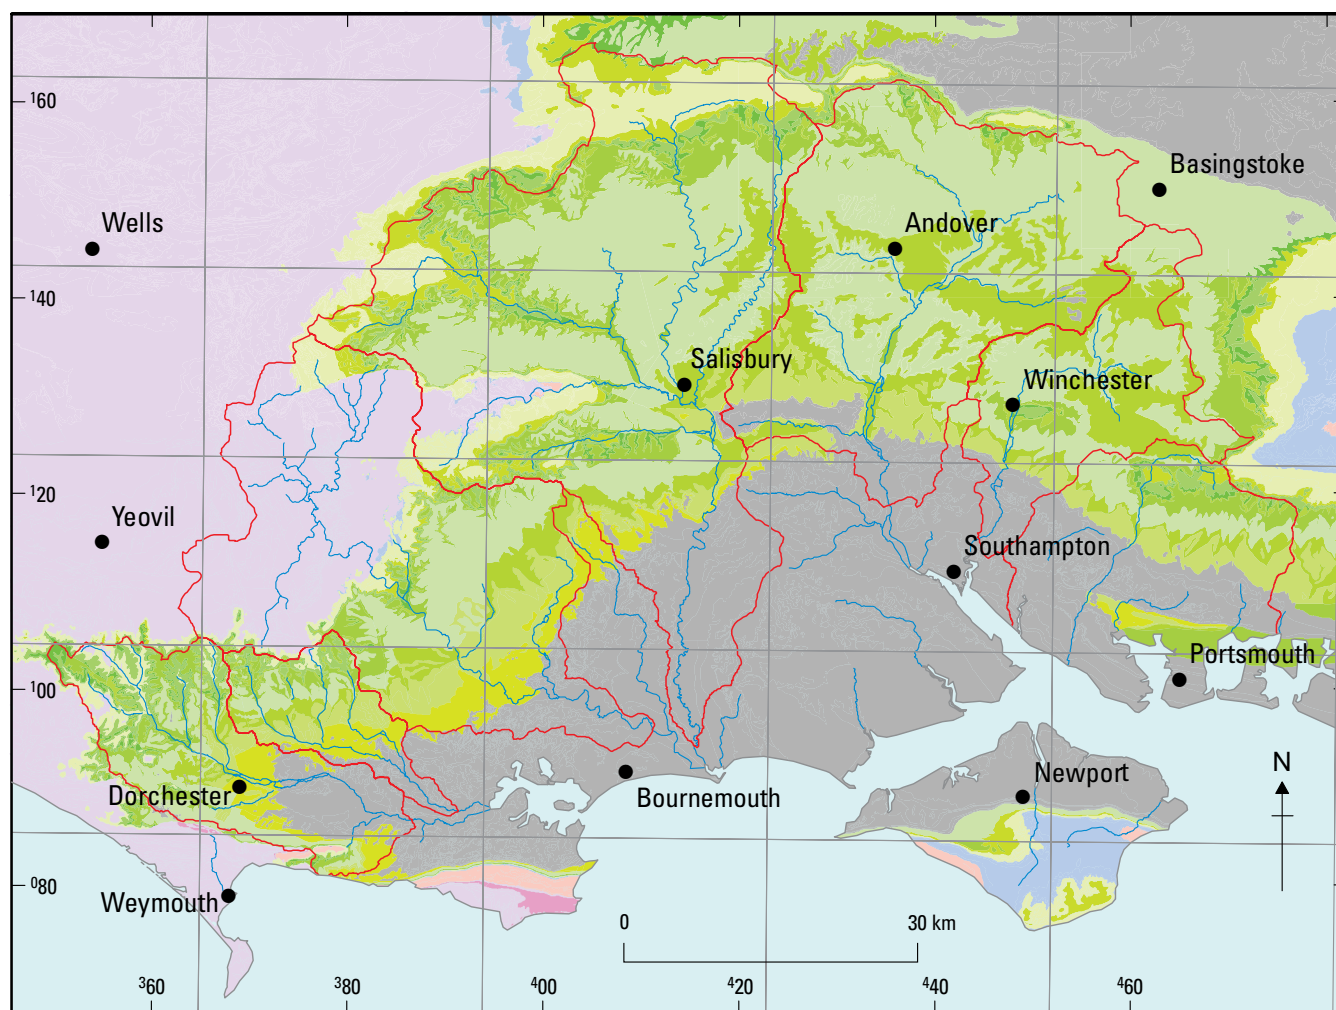 160
Basingstoke
Wells
Andover
140
Salisbury
Winchester
120
Yeovil
Southampton
Portsmouth
100
N
Newport
Dorchester
Bournemouth
⁰80
Weymouth
0
30 km
³60
³80
⁴00
⁴20
⁴40
⁴60